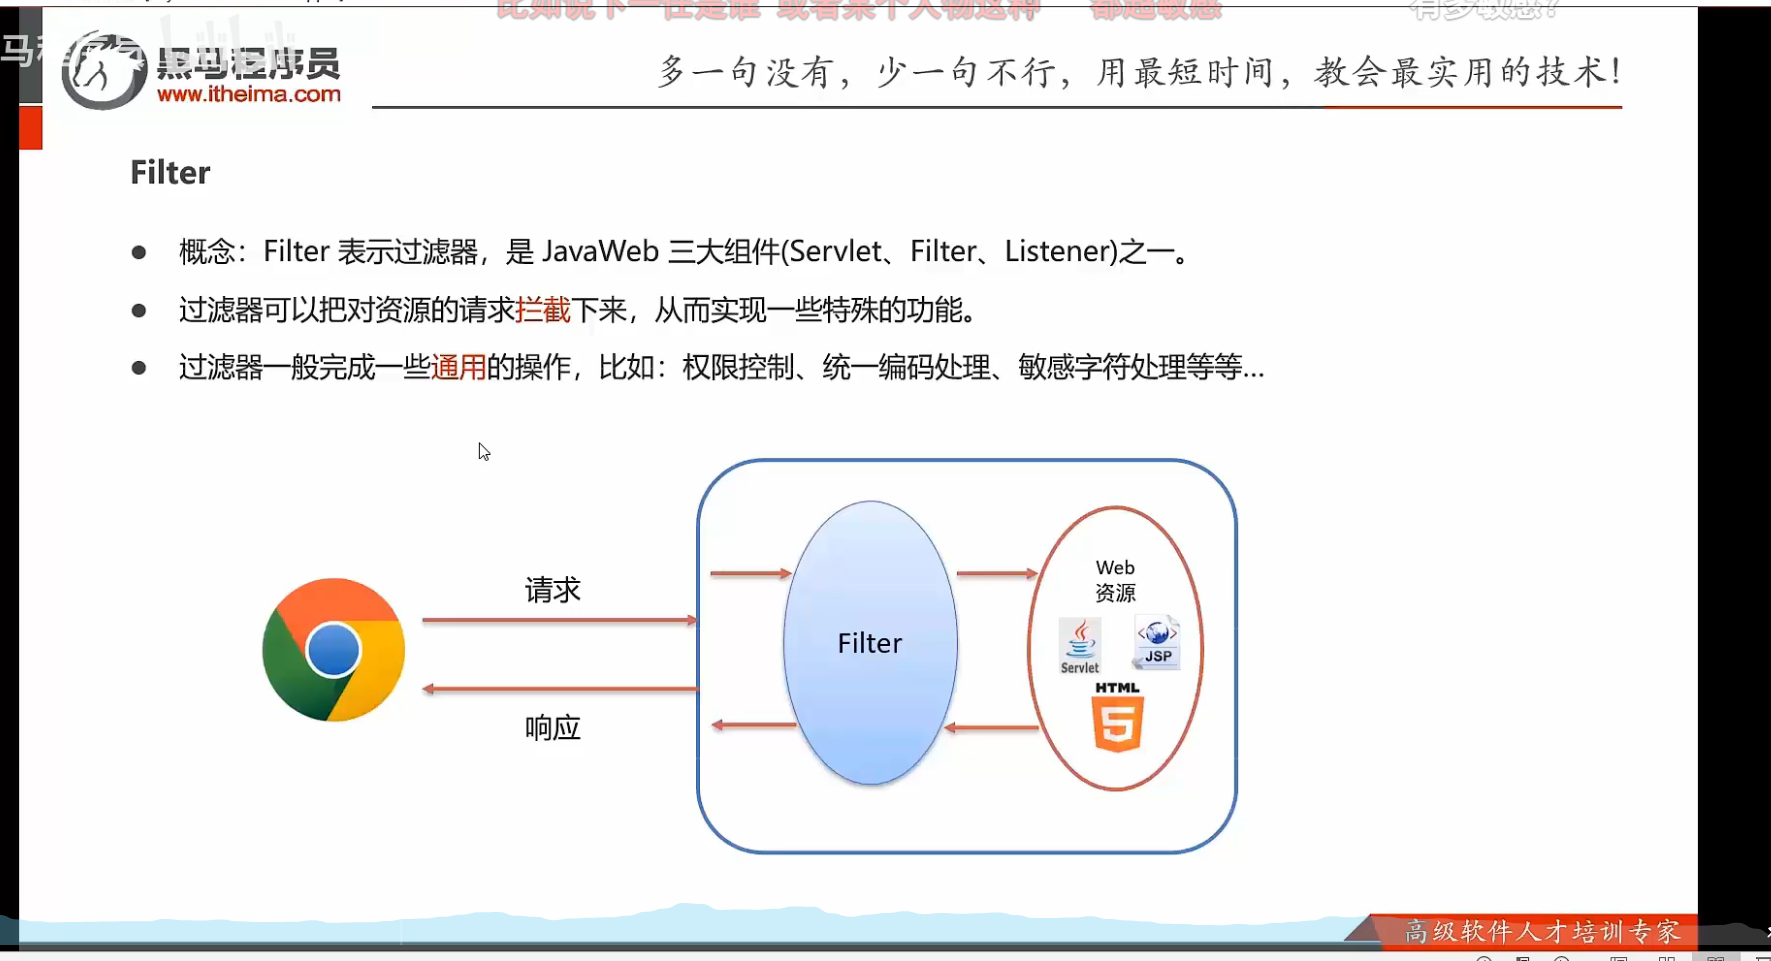 比如说下一任是谁 或者某个人物这种 都超敏感
有多敏感?
马程序员
黑马程序员
www.itheima.com
多一句没有，少一句不行，用最短时间，教会最实用的技术！
Filter
● 概念：Filter 表示过滤器，是 JavaWeb 三大组件(Servlet、Filter、Listener)之一。
● 过滤器可以把对资源的请求拦截下来，从而实现一些特殊的功能。
● 过滤器一般完成一些通用的操作，比如：权限控制、统一编码处理、敏感字符处理等等...
请求
响应
Filter
Web
资源
Servlet
JSP
HTML
5
高级软件人才培训专家